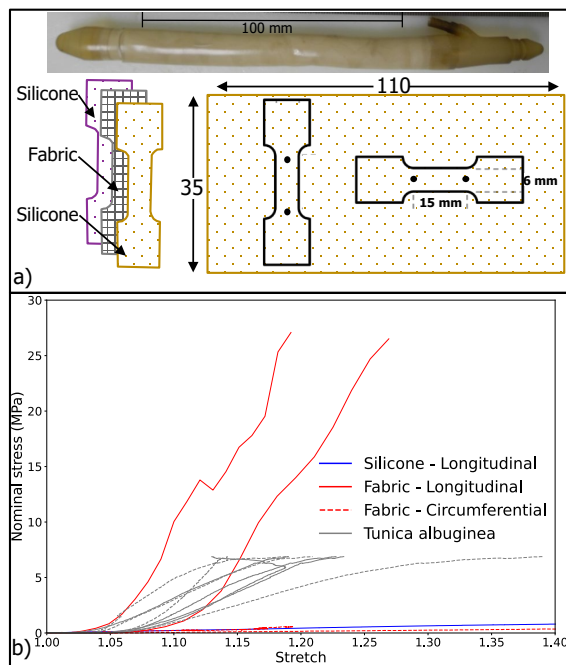 100 mm
Silicone
Fabric
Silicone
110
35
6 mm
15 mm
a)
30
25
20
15
10
5
0
Nominal stress (MPa)
Silicone - Longitudinal
Fabric - Longitudinal
Fabric - Circumferential
Tunica albuginea
1.00
1.05
1.10
1.15
1.20
1.25
1.30
1.35
1.40
Stretch
b)